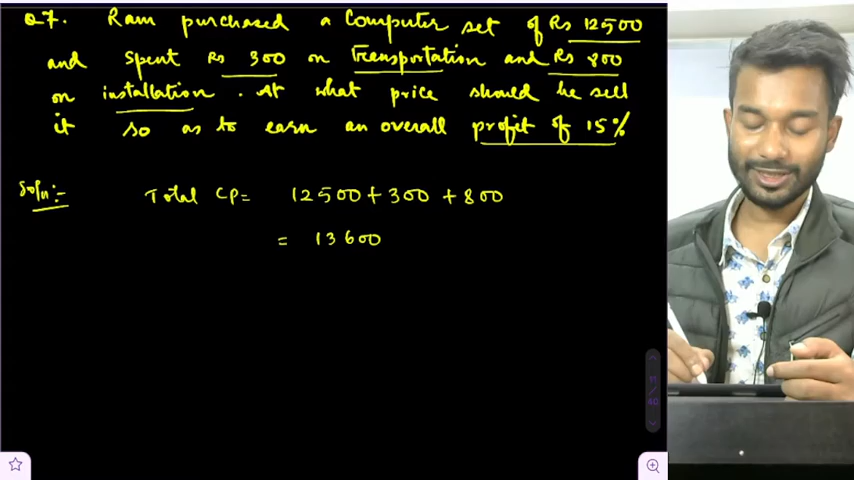 Q7. Ram purchased a Computer set of Rs 12500
and spent Rs 300 on transportation and Rs 800
on installation. At what price should he sell
it so as to earn an overall profit of 15%
Soln:-
Total CP= 12500+300 +800
= 13600
11
/
40